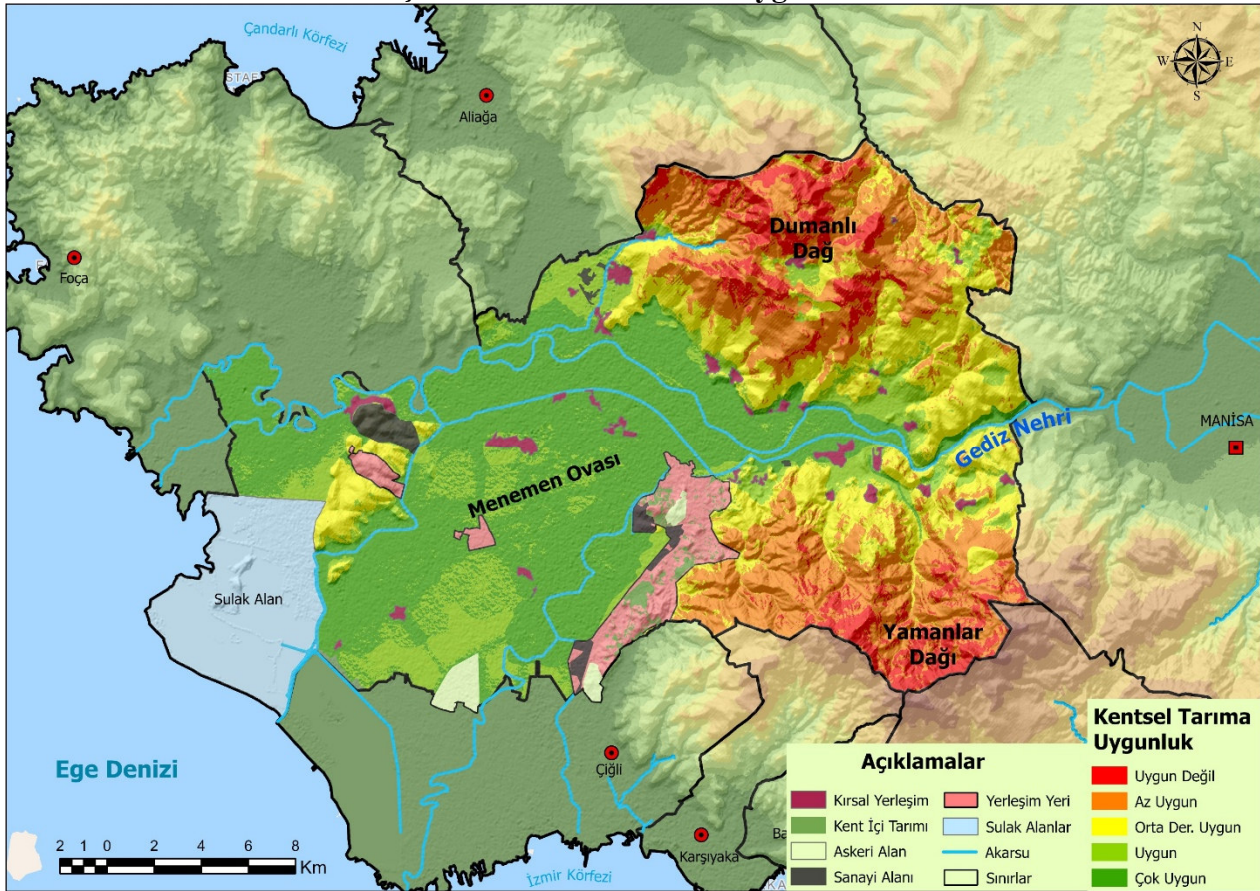 Çandarlı Körfezi
N
W E
S
Aliağa
Dumanlı
Dağ
Foça
MANİSA
Gediz Nehri
Menemen Ovası
Sulak Alan
Yamanlar
Dağı
Ege Denizi
Çiğli
Karşıyaka
İzmir Körfezi
2 1 0 2 4 6 8
Km
Açıklamalar
Kırsal Yerleşim
Kent İçi Tarımı
Askeri Alan
Sanayi Alanı
Yerleşim Yeri
Sulak Alanlar
Akarsu
Sınırlar
Kentsel Tarıma
Uygunluk
Uygun Değil
Az Uygun
Orta Der. Uygun
Uygun
Çok Uygun